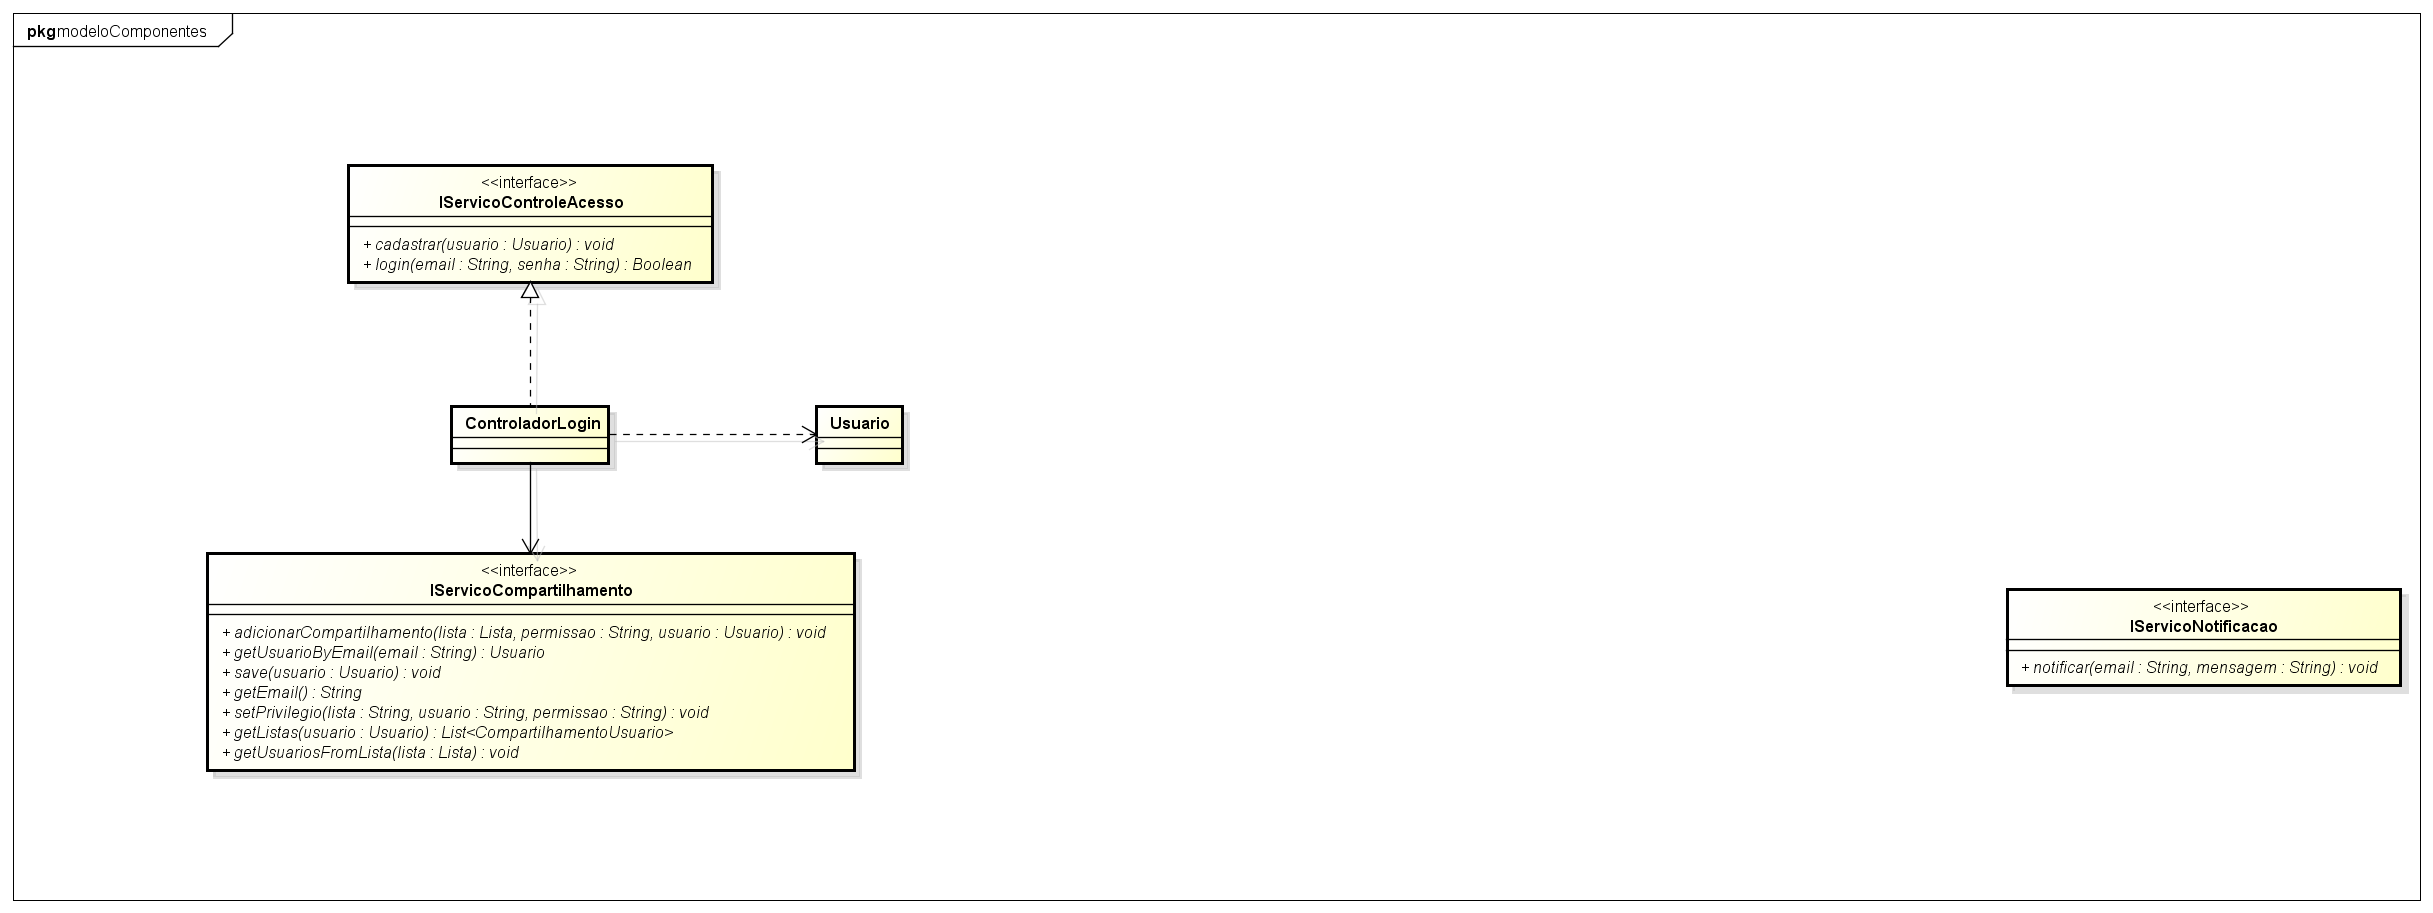 pkg modeloComponentes
<<interface>>
IServicoControleAcesso
+ cadastrar(usuario : Usuario) : void
+ login(email : String, senha : String) : Boolean
ControladorLogin
Usuario
<<interface>>
IServicoCompartilhamento
+ adicionarCompartilhamento(lista : Lista, permissao : String, usuario : Usuario) : void
+ getUsuarioByEmail(email : String) : Usuario
+ save(usuario : Usuario) : void
+ getEmail() : String
+ setPrivilegio(lista : String, usuario : String, permissao : String) : void
+ getListas(usuario : Usuario) : List<CompartilhamentoUsuario>
+ getUsuariosFromLista(lista : Lista) : void
<<interface>>
IServicoNotificacao
+ notificar(email : String, mensagem : String) : void